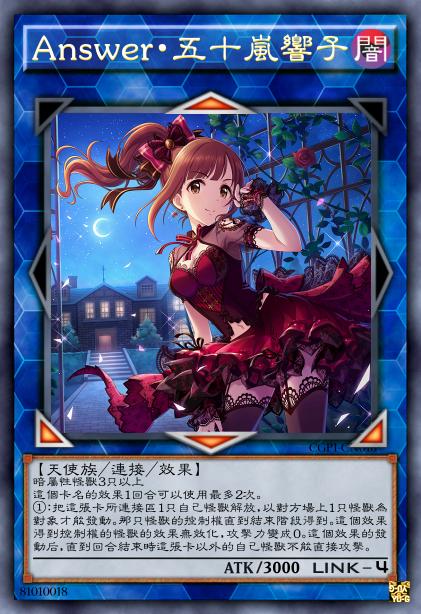 Answer・五十嵐響子 闇
【天使族/連接/效果】
暗屬性怪獸3只以上
這個卡名的效果1回合可以使用最多2次。
①:把這張卡所連接區1只自己怪獸解放，以對方場上1只怪獸為
對象才能發動。那只怪獸的控制權直到結束階段得到。這個效果
得到控制權的怪獸的效果無效化，攻擊力變成0。這個效果的發
動后，直到回合結束時這張卡以外的自己怪獸不能直接攻擊。
ATK/3000 LINK-4
81010018